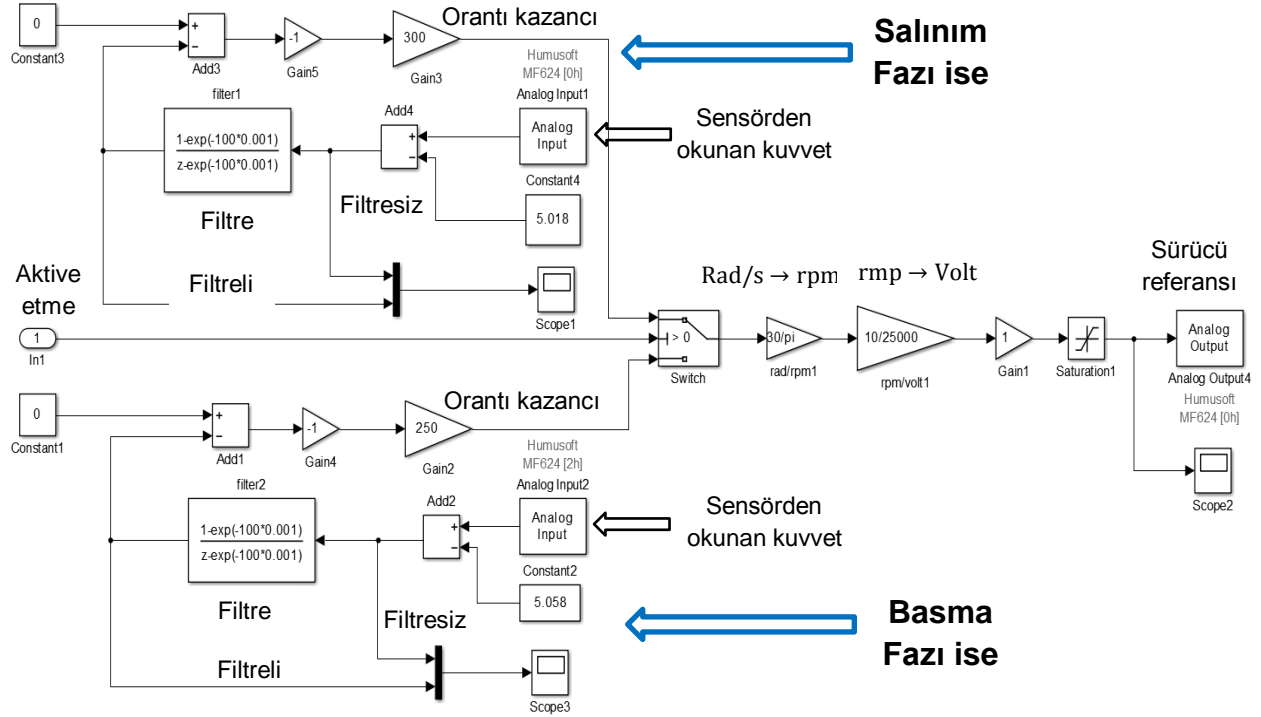 0
Constant3
+
−
Add3
-1
Gain5
300
Gain3
Orantı kazancı
Salınım
Fazı ise
Humusoft
MF624 [0h]
Analog Input1
Analog
Input
Sensörden
okunan kuvvet
filter1
1-exp(-100*0.001)
z-exp(-100*0.001)
Filtre
Add4
+
−
Filtresiz
Constant4
5.018
Aktive
etme
Filtreli
Scope1
1
In1
> 0
Switch
Rad/s → rpm
rmp → Volt
30/pi
rad/rpm1
10/25000
rpm/volt1
1
Gain1
Saturation1
Sürücü
referansı
Analog
Output
Analog Output4
Humusoft
MF624 [0h]
Scope2
0
Constant1
+
−
Add1
-1
Gain4
250
Gain2
Orantı kazancı
Humusoft
MF624 [2h]
Analog Input2
Analog
Input
Sensörden
okunan kuvvet
filter2
1-exp(-100*0.001)
z-exp(-100*0.001)
Filtre
Add2
+
−
Filtresiz
Constant2
5.058
Basma
Fazı ise
Filtreli
Scope3